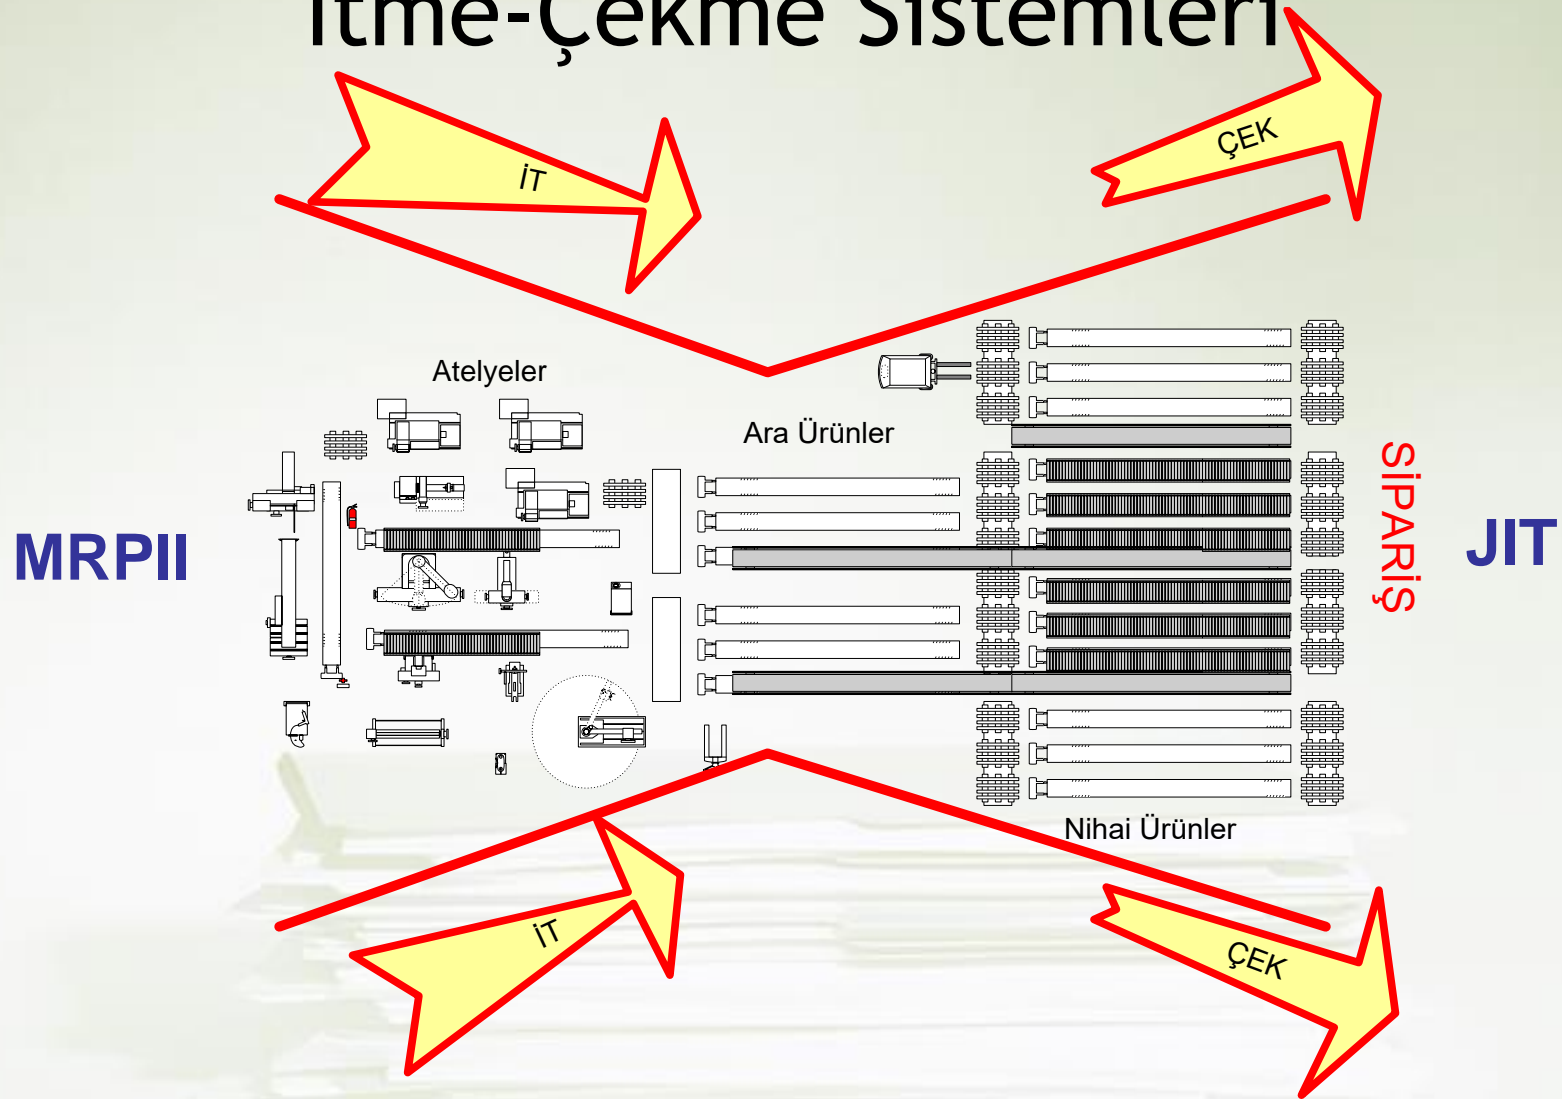 İtme-Çekme Sistemleri
İT
ÇEK
Atelyeler
Ara Ürünler
SİPARİŞ
MRPII
JIT
Nihai Ürünler
İT
ÇEK